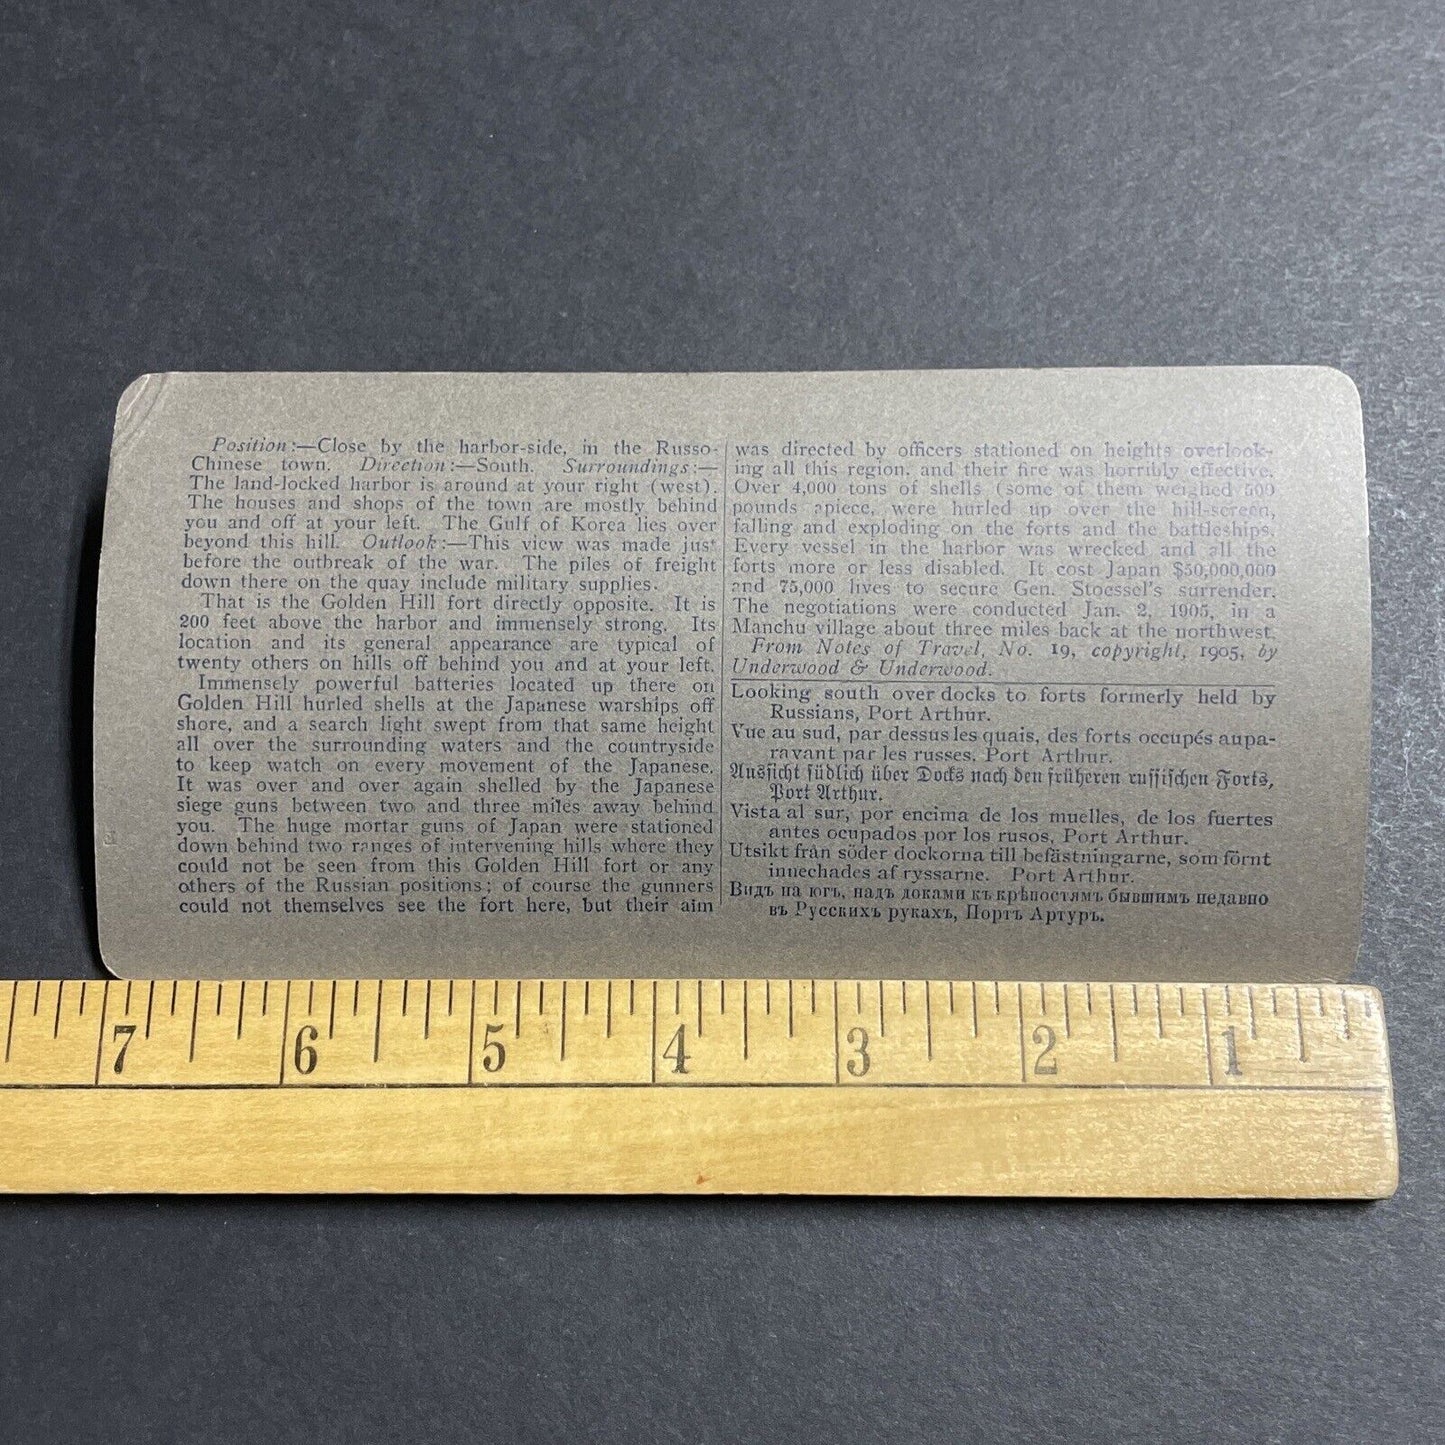 Position:—Close by the harbor-side, in the Russo-
Chinese town. Direction:—South. Surroundings:—
The land-locked harbor is around at your right (west).
The houses and shops of the town are mostly behind
you and off at your left. The Gulf of Korea lies over
beyond this hill. Outlook:—This view was made just
before the outbreak of the war. The piles of freight
down there on the quay include military supplies.
That is the Golden Hill fort directly opposite. It is
200 feet above the harbor and immensely strong. Its
location and its general appearance are typical of
twenty others on hills off behind you and at your left.
Immensely powerful batteries located up there on
Golden Hill hurled shells at the Japanese warships off
shore, and a search light swept from that same height
all over the surrounding waters and the countryside
to keep watch on every movement of the Japanese.
It was over and over again shelled by the Japanese
siege guns between two and three miles away behind
you. The huge mortar guns of Japan were stationed
down behind two ranges of intervening hills where they
could not be seen from this Golden Hill fort or any
others of the Russian positions; of course the gunners
could not themselves see the fort here, but their aim
was directed by officers stationed on heights overlook-
ing all this region, and their fire was horribly effective.
Over 4,000 tons of shells (some of them weighed 500
pounds apiece, were hurled up over the hill-screen,
falling and exploding on the forts and the battleships.
Every vessel in the harbor was wrecked and all the
forts more or less disabled. It cost Japan $50,000,000
and 75,000 lives to secure Gen. Stoessel's surrender.
The negotiations were conducted Jan. 2, 1905, in a
Manchu village about three miles back at the northwest.
From Notes of Travel, No. 19, copyright, 1905, by
Underwood & Underwood.
Looking south over docks to forts formerly held by
Russians, Port Arthur.
Vue au sud, par dessus les quais, des forts occupés aupa-
ravant par les russes. Port Arthur.
Aussicht südlich über Docks nach den früheren russischen Forts,
Port Arthur.
Vista al sur, por encima de los muelles, de los fuertes
antes ocupados por los rusos, Port Arthur.
Utsikt från söder dockorna till befästningarne, som förnt
innechades af ryssarne. Port Arthur.
Видъ на югъ, надъ доками къ крѣпостямъ бывшимъ недавно
въ Русскихъ рукахъ, Портъ Артуръ.
7 6 5 4 3 2 1